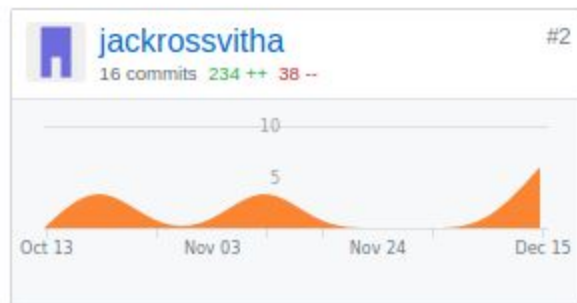 jackrossvitha
#2
16 commits 234 ++ 38 --
10
5
Oct 13 Nov 03 Nov 24 Dec 15